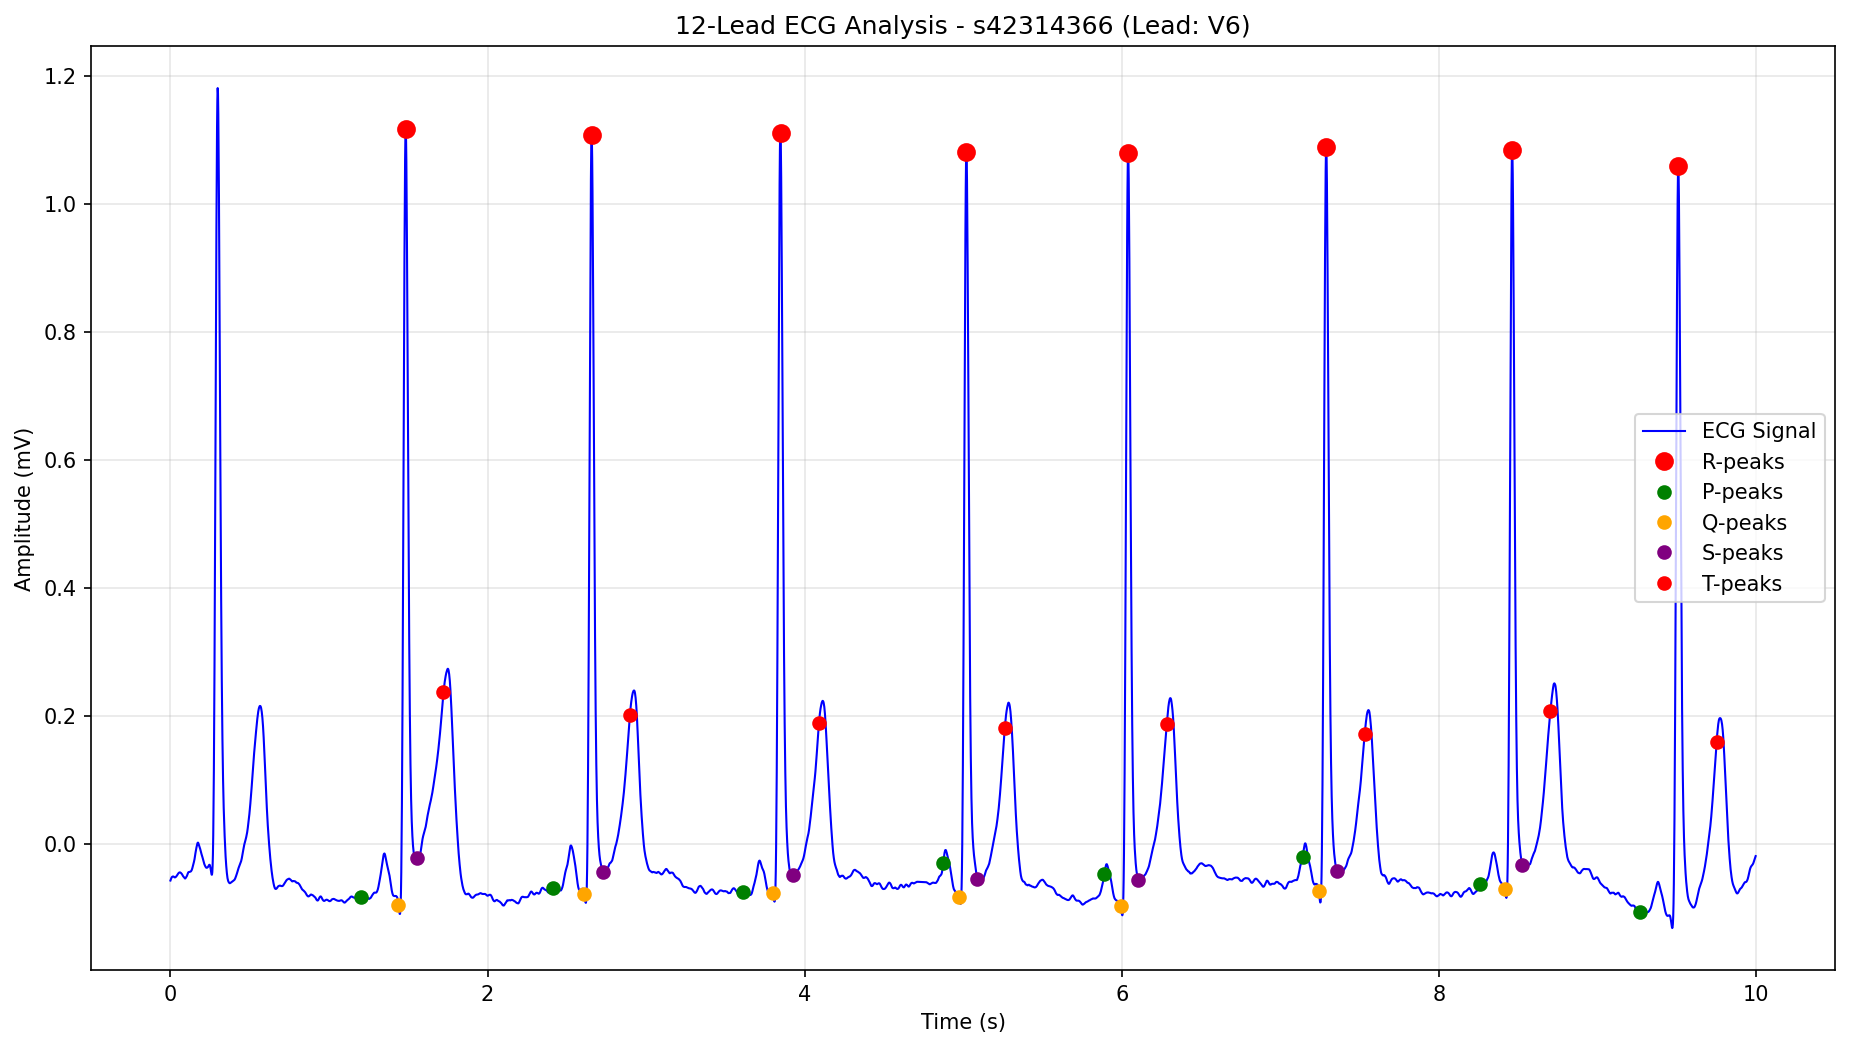 12-Lead ECG Analysis - s42314366 (Lead: V6)
1.2
1.0
0.8
0.6
0.4
0.2
0.0
Amplitude (mV)
ECG Signal
R-peaks
P-peaks
Q-peaks
S-peaks
T-peaks
0 2 4 6 8 10
Time (s)